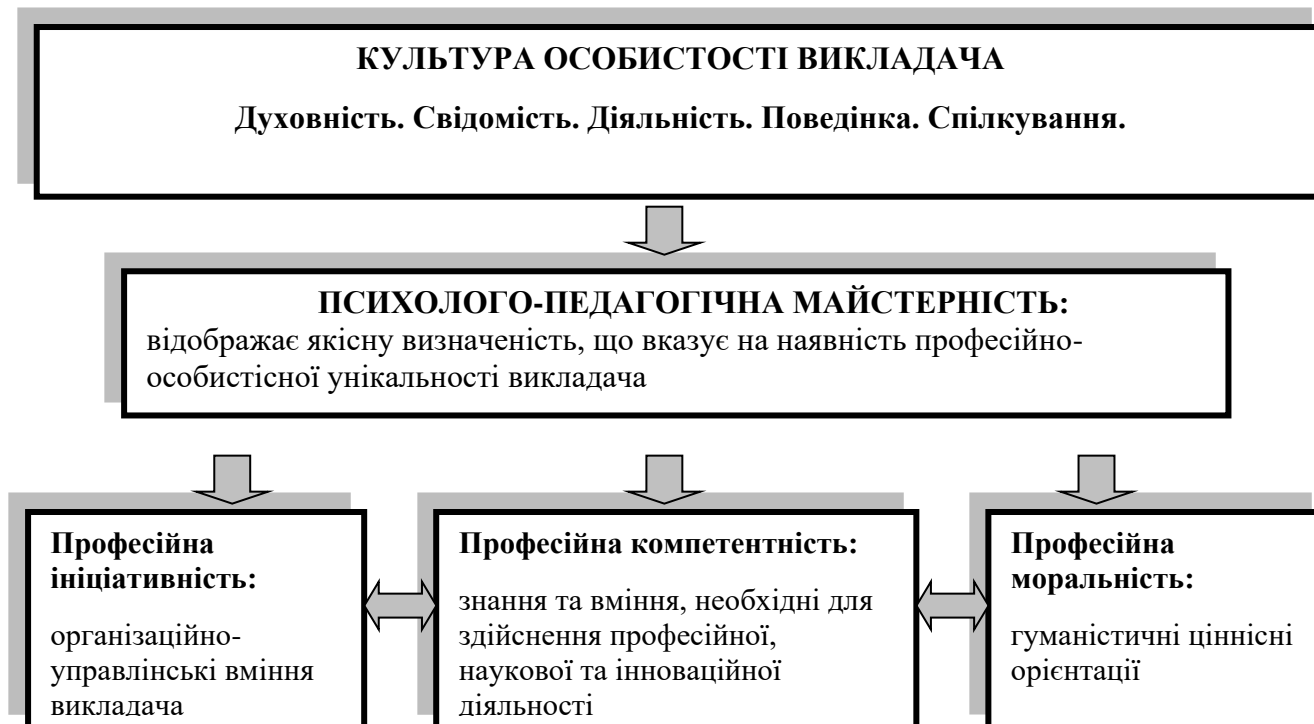 КУЛЬТУРА ОСОБИСТОСТІ ВИКЛАДАЧА
Духовність. Свідомість. Діяльність. Поведінка. Спілкування.
ПСИХОЛОГО-ПЕДАГОГІЧНА МАЙСТЕРНІСТЬ:
відображає якісну визначеність, що вказує на наявність професійно-
особистісної унікальності викладача
Професійна
ініціативність:
організаційно-
управлінські вміння
викладача
Професійна компетентність:
знання та вміння, необхідні для
здійснення професійної,
наукової та інноваційної
діяльності
Професійна
моральність:
гуманістичні ціннісні
орієнтації